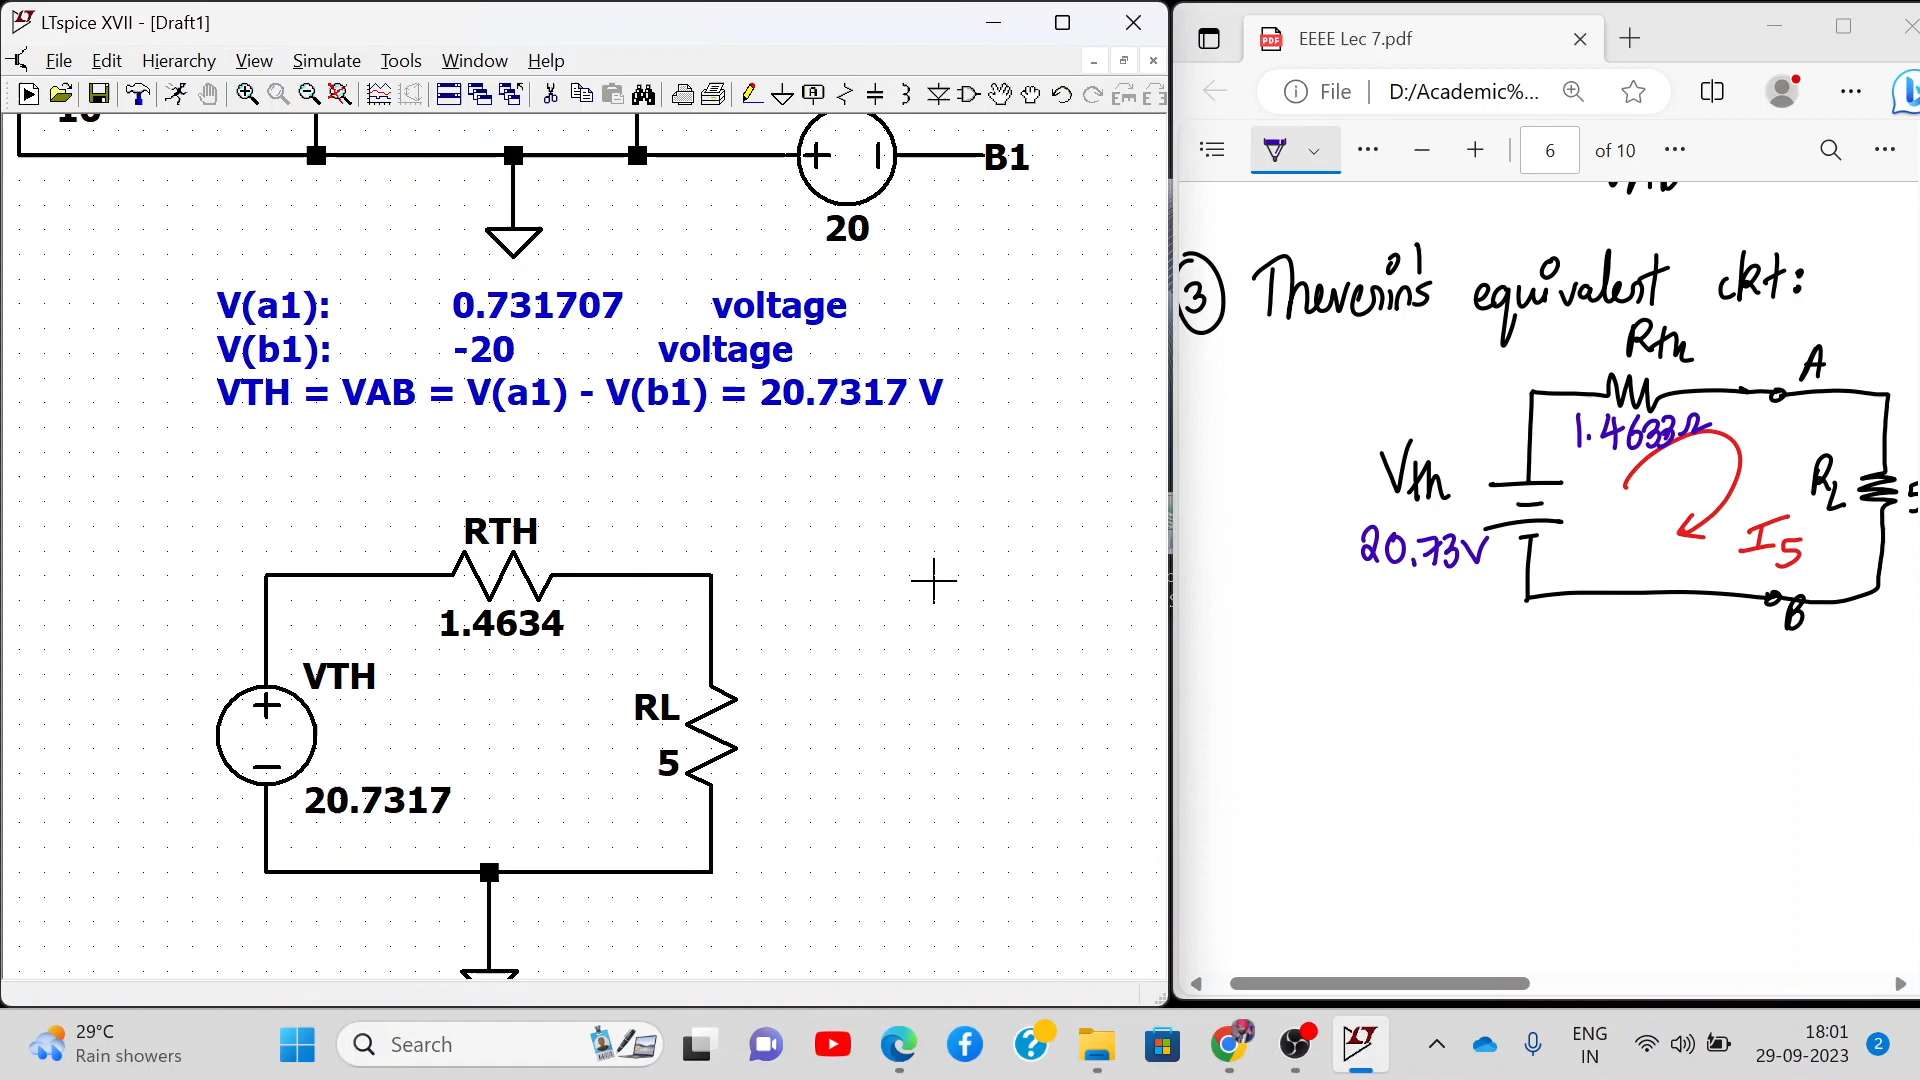 LTspice XVII - [Draft1]
File Edit Hierarchy View Simulate Tools Window Help
B1
20
V(a1): 0.731707 voltage
V(b1): -20 voltage
VTH = VAB = V(a1) - V(b1) = 20.7317 V
RTH
1.4634
VTH
RL
5
20.7317
EEEE Lec 7.pdf
File D:/Academic%...
6 of 10
3 Thevenin's equivalent ckt:
Rth
A
1.4633Ω
Vth
RL 5
20.73V
I5
B
29°C
Rain showers
Search
ENG
IN
18:01
29-09-2023
2